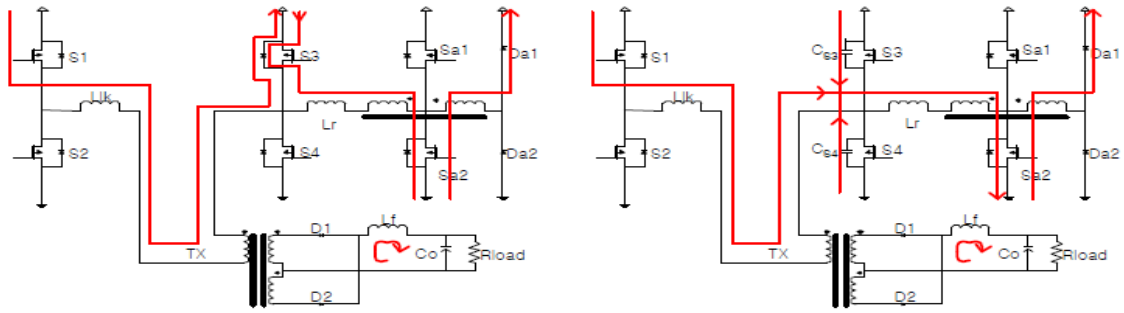 S1
S3
Sa1
Da1
Llk
Lr
S2
S4
Sa2
Da2
TX
D1
Lf
Co
Rload
D2
S1
CS3
S3
Sa1
Da1
Llk
Lr
S2
CS4
S4
Sa2
Da2
TX
D1
Lf
Co
Rload
D2